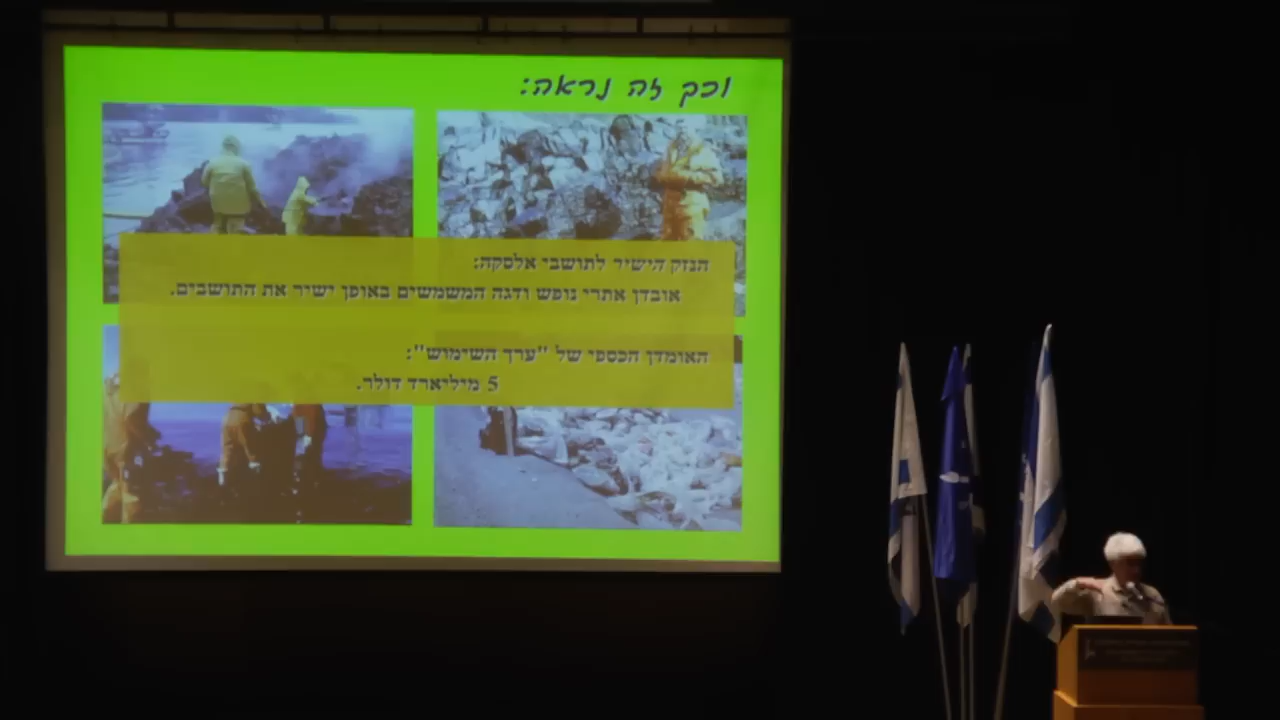 וכך זה נראה:
הנזק הישיר לתושבי אלסקה:
אובדן אתרי נופש ודגה המשמשים באופן ישיר את התושבים.
האומדן הכספי של "ערך השימוש":
5 מיליארד דולר.